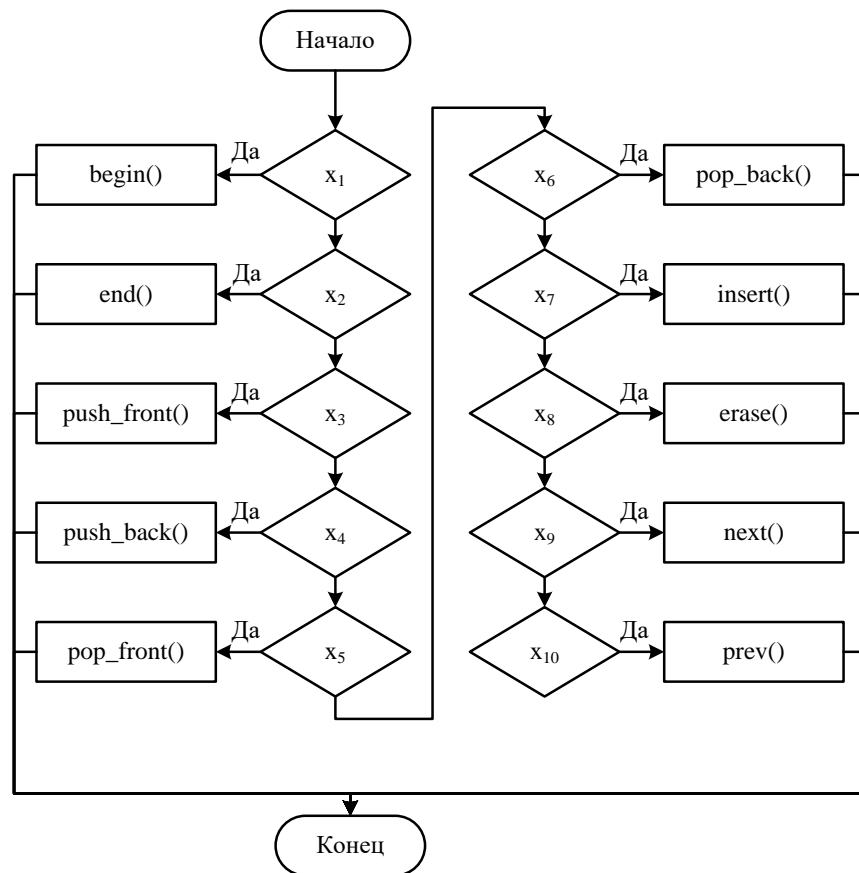 Начало
begin()
Да
x₁
end()
Да
x₂
push_front()
Да
x₃
push_back()
Да
x₄
pop_front()
Да
x₅
x₆
Да
pop_back()
x₇
Да
insert()
x₈
Да
erase()
x₉
Да
next()
x₁₀
Да
prev()
Конец